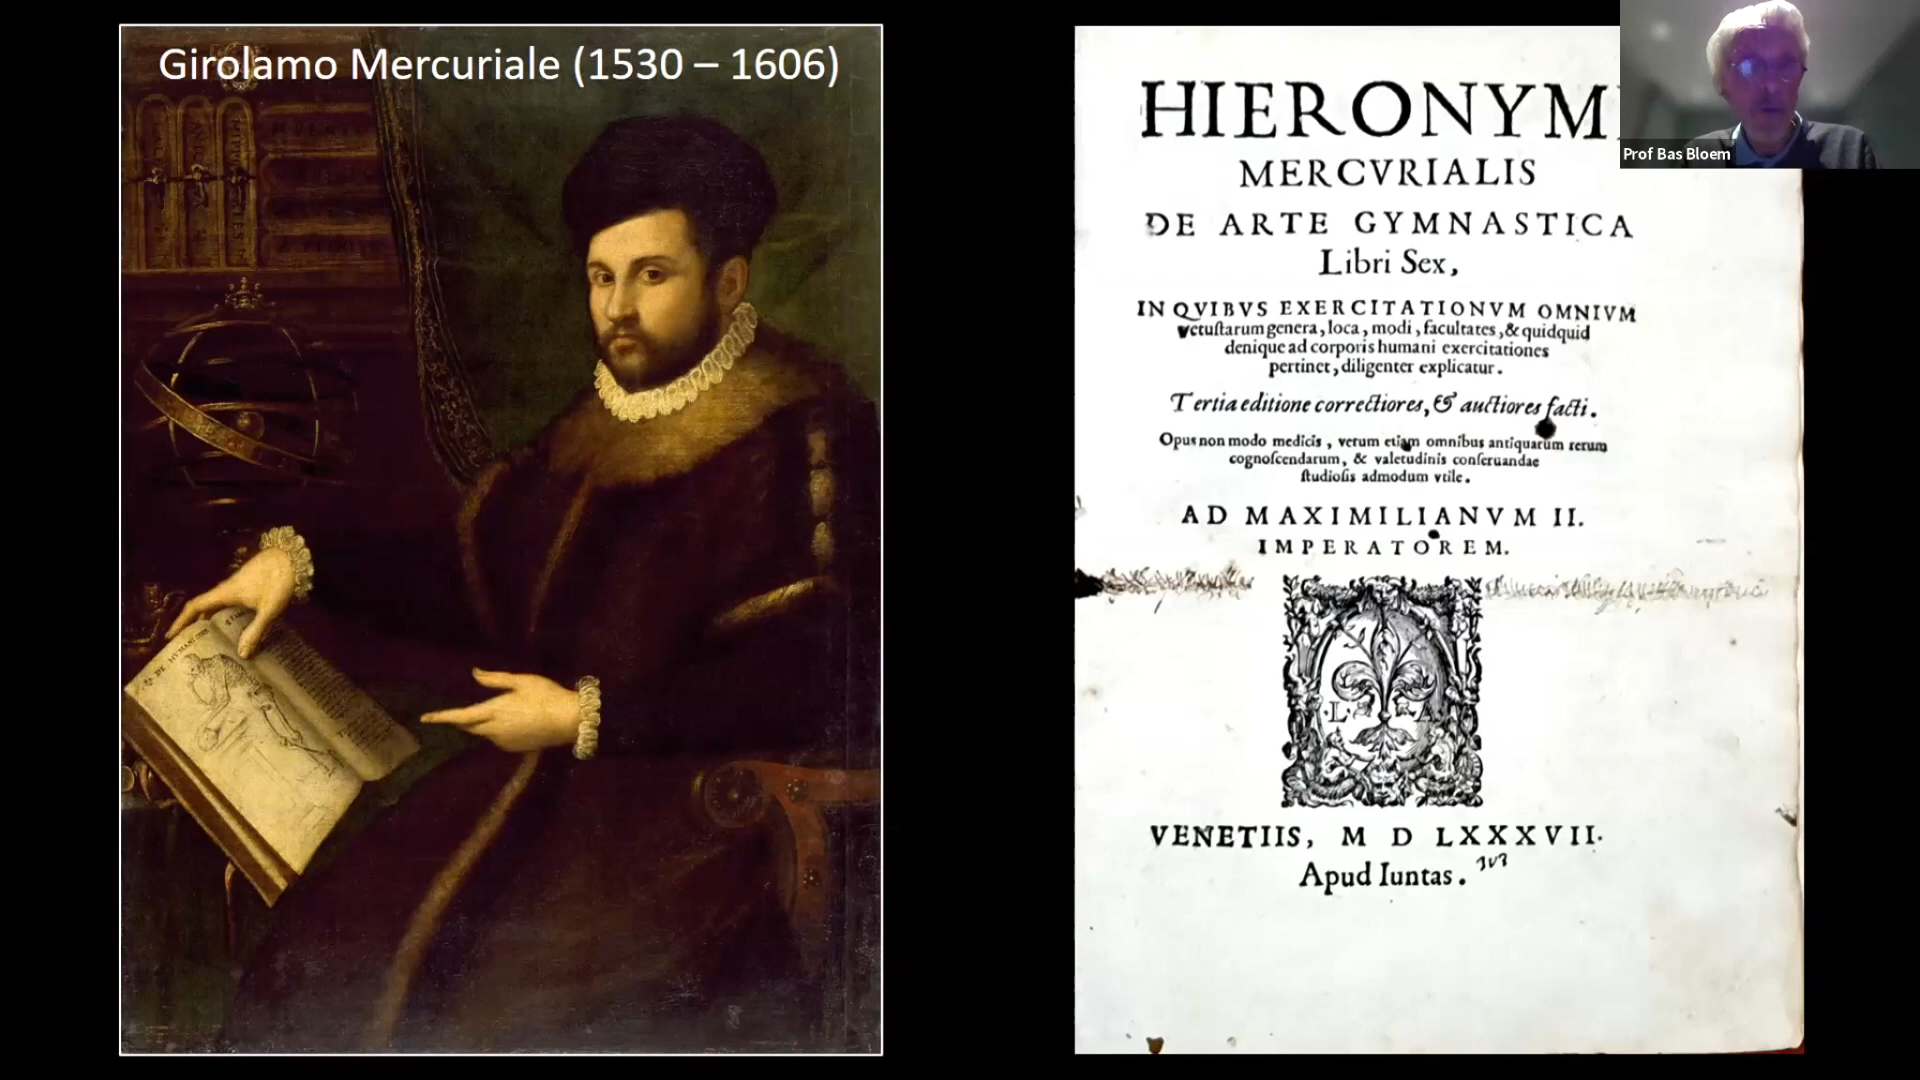 Girolamo Mercuriale (1530 – 1606)
HIERONYM
MERCVRIALIS
DE ARTE GYMNASTICA
Libri Sex,
IN QVIBVS EXERCITATIONVM OMNIVM
vetuſtarum genera, loca, modi, facultates, & quidquid
denique ad corporis humani exercitationes
pertinet, diligenter explicatur.
Tertia editione correctiores, & auctiores facti.
Opus non modo medicis, verum etiam omnibus antiquarum rerum
cognoſcendarum, & valetudinis conſeruandae
ſtudioſis admodum vtile.
AD MAXIMILIANVM II.
IMPERATOREM.
L A
VENETIIS, M D LXXXVII.
Apud Iuntas.
Prof Bas Bloem